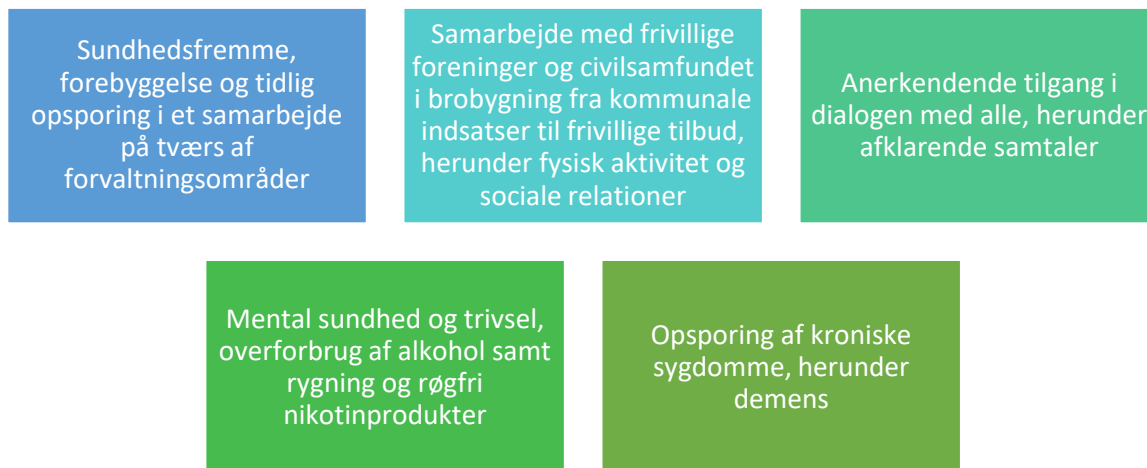 Sundhedsfremme,
forebyggelse og tidlig
opsporing i et samarbejde
på tværs af
forvaltningsområder
Samarbejde med frivillige
foreninger og civilsamfundet
i brobygning fra kommunale
indsatser til frivillige tilbud,
herunder fysisk aktivitet og
sociale relationer
Anerkendende tilgang i
dialogen med alle, herunder
afklarende samtaler
Mental sundhed og trivsel,
overforbrug af alkohol samt
rygning og røgfri
nikotinprodukter
Opsporing af kroniske
sygdomme, herunder
demens